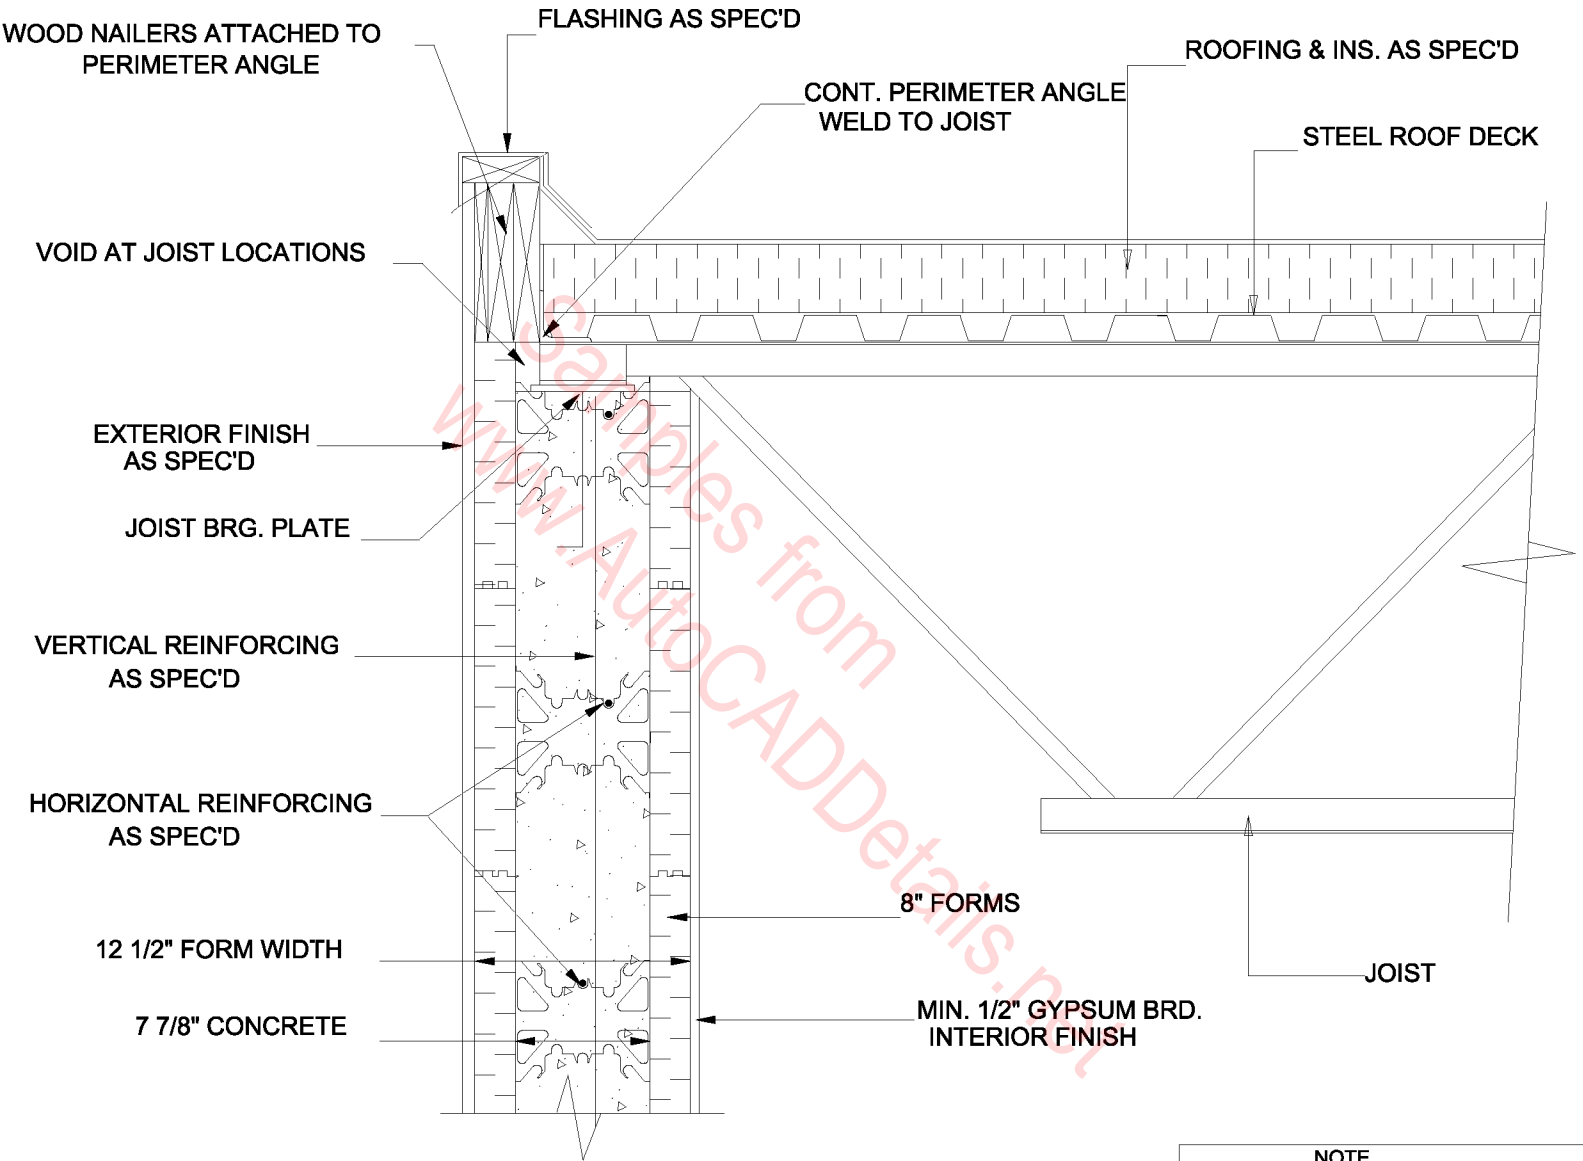 FLASHING AS SPEC'D
WOOD NAILERS ATTACHED TO
PERIMETER ANGLE
ROOFING & INS. AS SPEC'D
CONT. PERIMETER ANGLE
WELD TO JOIST
STEEL ROOF DECK
VOID AT JOIST LOCATIONS
EXTERIOR FINISH
AS SPEC'D
JOIST BRG. PLATE
VERTICAL REINFORCING
AS SPEC'D
HORIZONTAL REINFORCING
AS SPEC'D
8" FORMS
12 1/2" FORM WIDTH
JOIST
7 7/8" CONCRETE
MIN. 1/2" GYPSUM BRD.
INTERIOR FINISH
Samples from
www.AutoCADDetails.net
NOTE